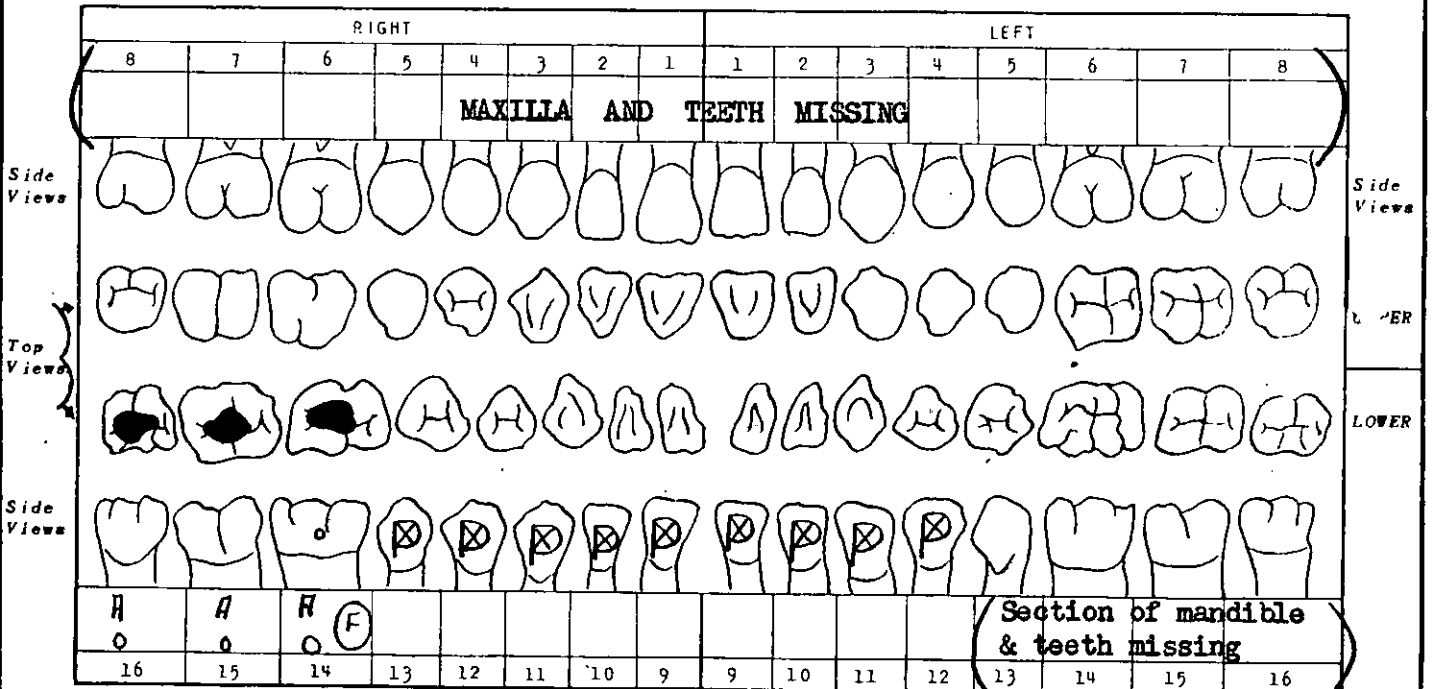 RIGHT LEFT
8 7 6 5 4 3 2 1 1 2 3 4 5 6 7 8
MAXILLA AND TEETH MISSING
Side
Views
Side
Views
Top
Views
LOWER
Side
Views
P P P P P P P P P
A A A F
O O O
Section of mandible
& teeth missing
16 15 14 13 12 11 10 9 9 10 11 12 13 14 15 16